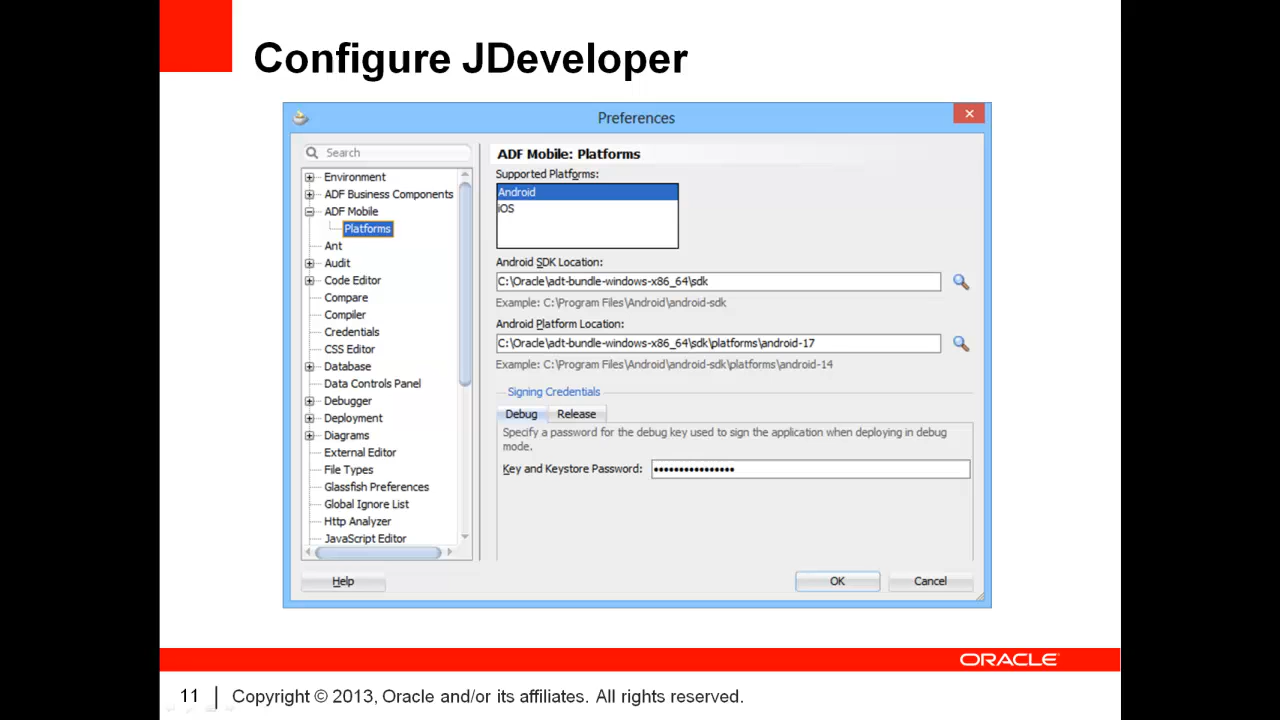 Configure JDeveloper
Preferences
Search
Environment
ADF Business Components
ADF Mobile
Platforms
Ant
Audit
Code Editor
Compare
Compiler
Credentials
CSS Editor
Database
Data Controls Panel
Debugger
Deployment
Diagrams
External Editor
File Types
Glassfish Preferences
Global Ignore List
Http Analyzer
JavaScript Editor
ADF Mobile: Platforms
Supported Platforms:
Android
iOS
Android SDK Location:
C:\Oracle\adt-bundle-windows-x86_64\sdk
Example: C:\Program Files\Android\android-sdk
Android Platform Location:
C:\Oracle\adt-bundle-windows-x86_64\sdk\platforms\android-17
Example: C:\Program Files\Android\android-sdk\platforms\android-14
Signing Credentials
Debug Release
Specify a password for the debug key used to sign the application when deploying in debug
mode.
Key and Keystore Password: ••••••••••••••••
Help OK Cancel
ORACLE
11 Copyright © 2013, Oracle and/or its affiliates. All rights reserved.